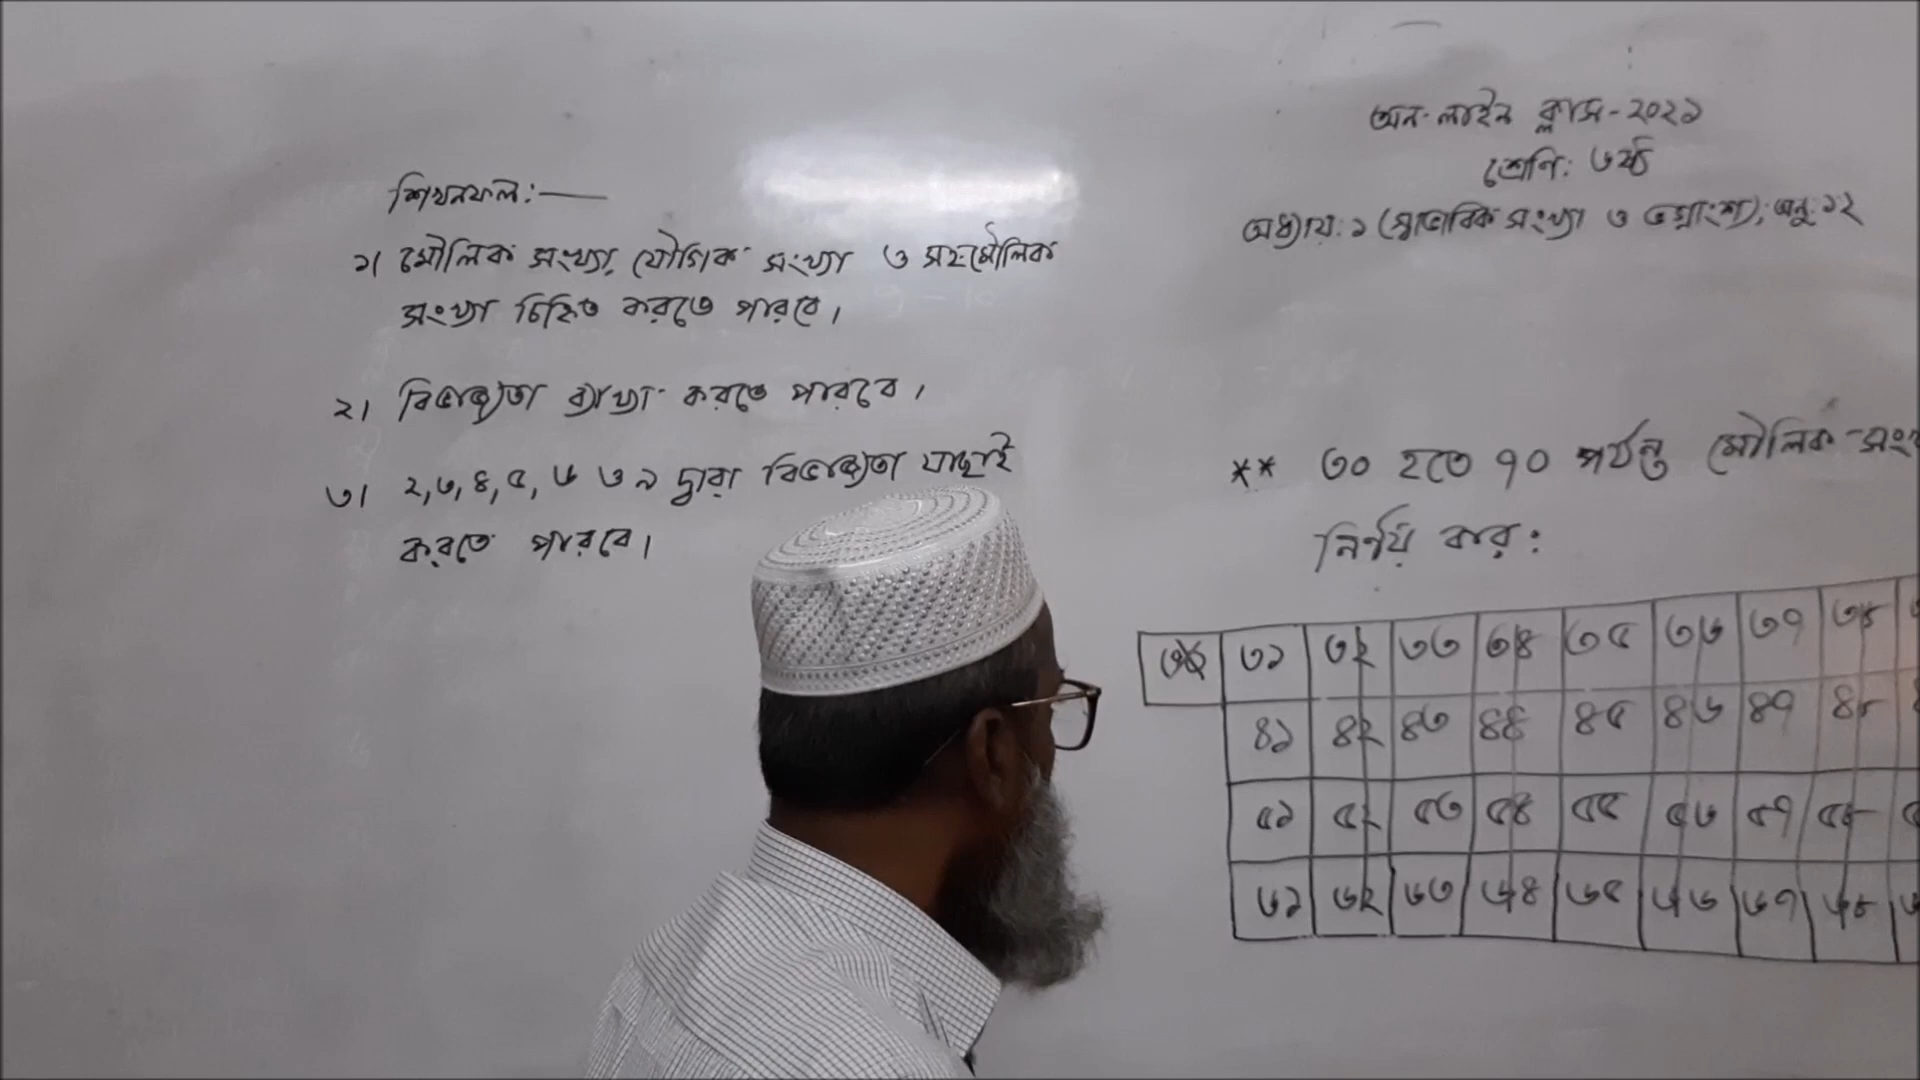 অন-লাইন ক্লাস-২০২১
শ্রেণি: ৬ষ্ঠ
অধ্যায়: ১ (স্বাভাবিক সংখ্যা ও ভগ্নাংশ); অনু: ১২
শিখনফল:—
১। মৌলিক সংখ্যা, যৌগিক সংখ্যা ও সহমৌলিক
সংখ্যা চিহ্নিত করতে পারবে।
২। বিভাজ্যতা ব্যাখ্যা করতে পারবে।
৩। ২,৩,৪,৫, ৬ ও ৯ দ্বারা বিভাজ্যতা যাচাই
করতে পারবে।
** ৩০ হতে ৭০ পর্যন্ত মৌলিক
নির্ণয় কর:
৩০ ৩১ ৩২ ৩৩ ৩৪ ৩৫ ৩৬ ৩৭ ৩৮
৪১ ৪২ ৪৩ ৪৪ ৪৫ ৪৬ ৪৭ ৪৮
৫১ ৫২ ৫৩ ৫৪ ৫৫ ৫৬ ৫৭ ৫৮
৬১ ৬২ ৬৩ ৬৪ ৬৫ ৬৬ ৬৭ ৬৮